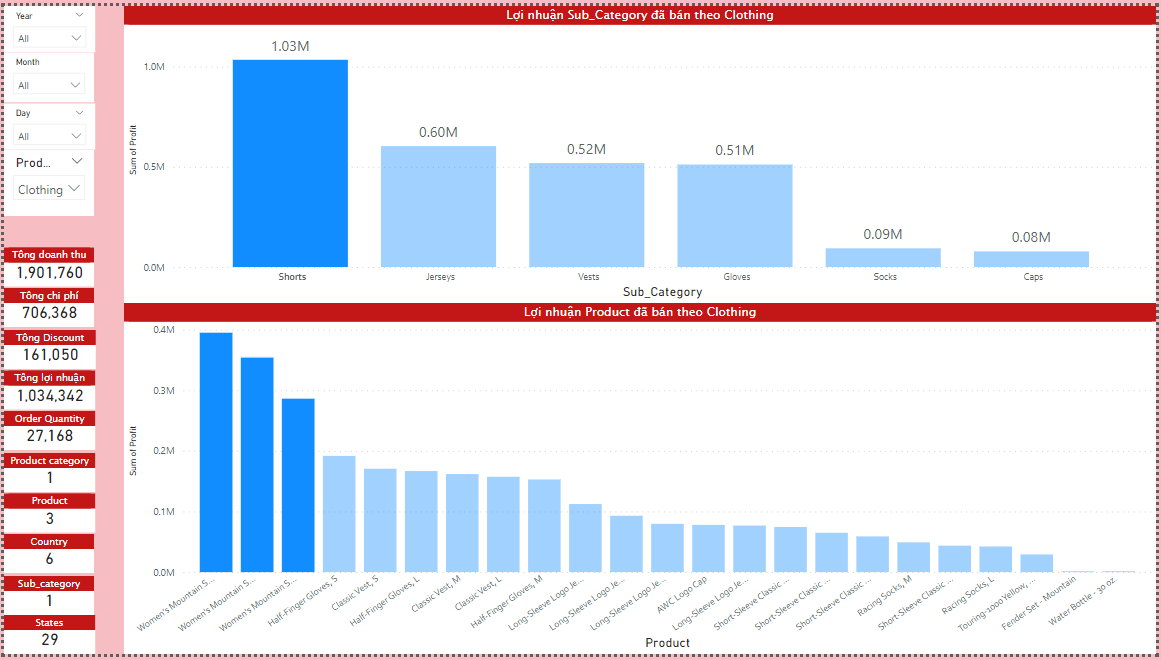 Year
All
Month
All
Day
All
Prod...
Clothing
Tổng doanh thu
1,901,760
Tổng chi phí
706,368
Tổng Discount
161,050
Tổng lợi nhuận
1,034,342
Order Quantity
27,168
Product category
1
Product
3
Country
6
Sub_category
1
States
29
Lợi nhuận Sub_Category đã bán theo Clothing
Sum of Profit
1.0M
0.5M
0.0M
1.03M
0.60M
0.52M
0.51M
0.09M
0.08M
Shorts
Jerseys
Vests
Gloves
Socks
Caps
Sub_Category
Lợi nhuận Product đã bán theo Clothing
Sum of Profit
0.4M
0.3M
0.2M
0.1M
0.0M
Women's Mountain S...
Women's Mountain S...
Women's Mountain S...
Half-Finger Gloves, S
Classic Vest, S
Half-Finger Gloves, L
Classic Vest, M
Classic Vest, L
Half-Finger Gloves, M
Long-Sleeve Logo Je...
Long-Sleeve Logo Je...
Long-Sleeve Logo Je...
AWC Logo Cap
Long-Sleeve Logo Je...
Short-Sleeve Classic ...
Short-Sleeve Classic ...
Short-Sleeve Classic ...
Racing Socks, M
Short-Sleeve Classic ...
Racing Socks, L
Touring-1000 Yellow, ...
Fender Set - Mountain
Water Bottle - 30 oz.
Product